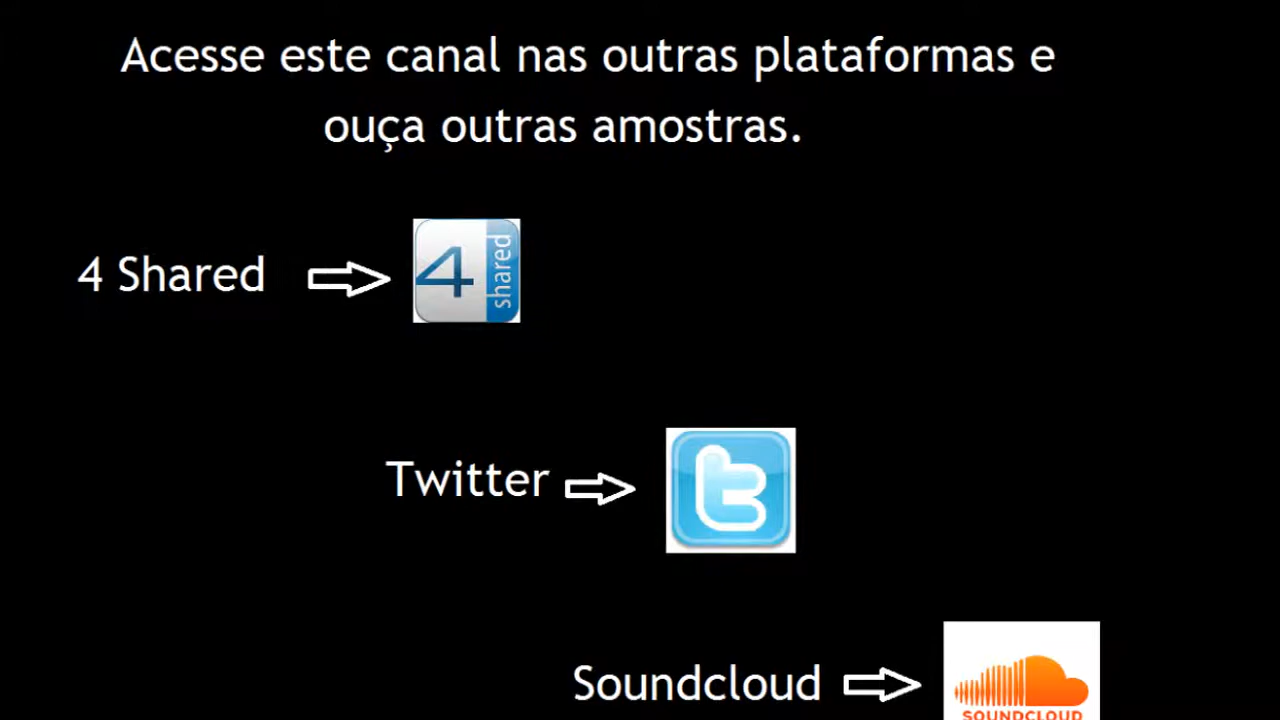 Acesse este canal nas outras plataformas e
ouça outras amostras.
4 Shared
4 shared
Twitter
t
Soundcloud
SOUNDCLOUD